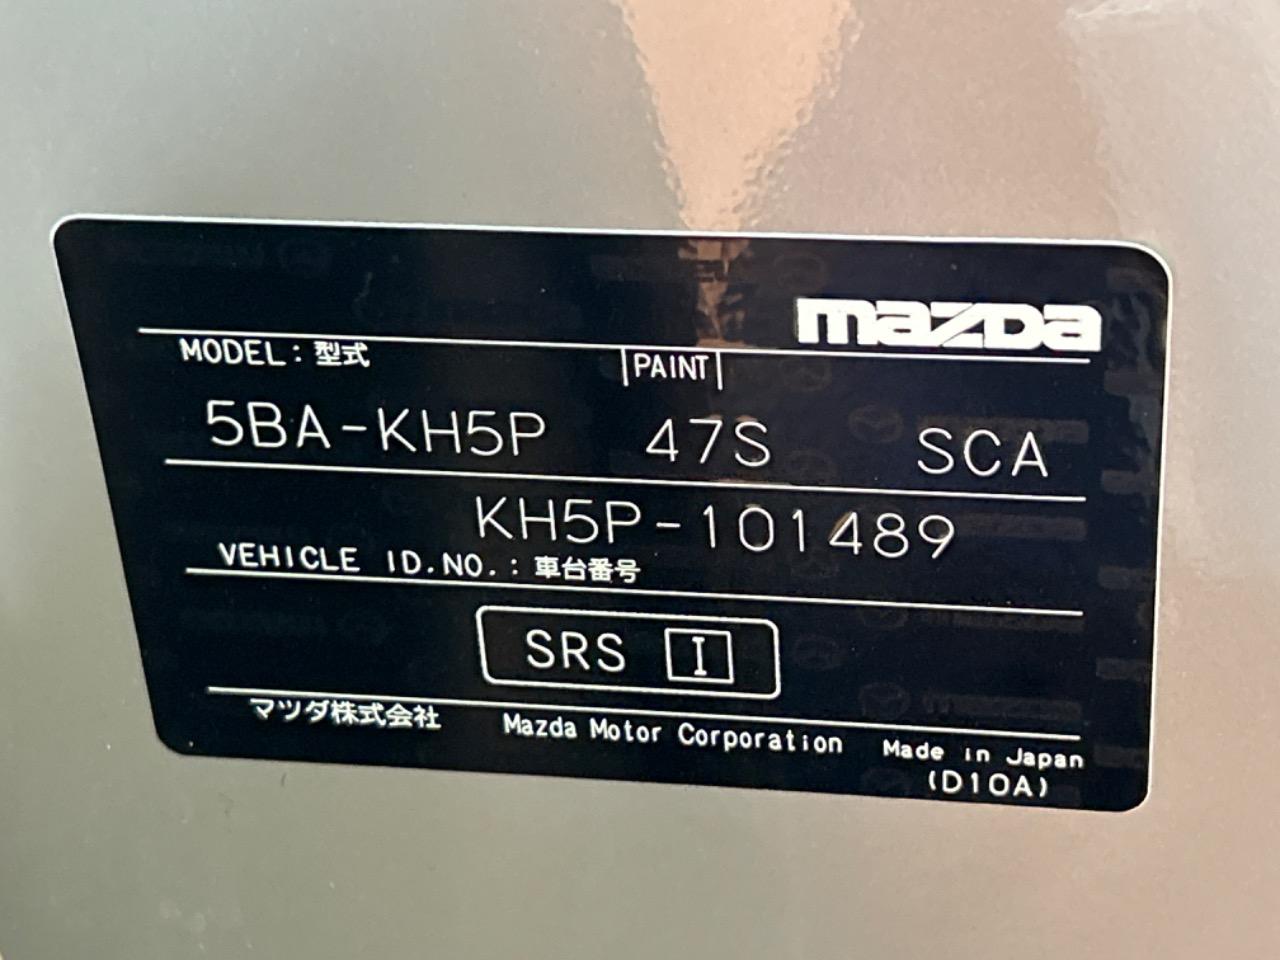 mazda
MODEL : 型式 PAINT
5BA-KH5P 47S SCA
KH5P-101489
VEHICLE ID.NO. : 車台番号
SRS I
マツダ株式会社 Mazda Motor Corporation Made in Japan
(D10A)